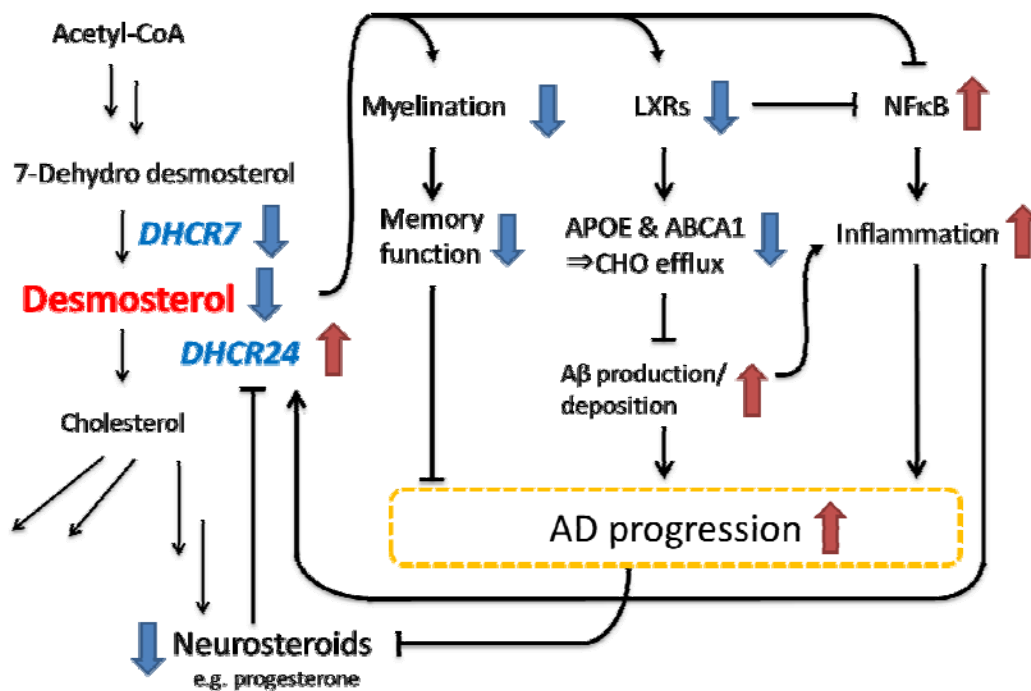 Acetyl-CoA
Myelination
LXRs
NFκB
7-Dehydro desmosterol
DHCR7
Memory
function
APOE & ABCA1
⇒CHO efflux
Inflammation
Desmosterol
DHCR24
Aβ production/
deposition
Cholesterol
AD progression
Neurosteroids
e.g. progesterone